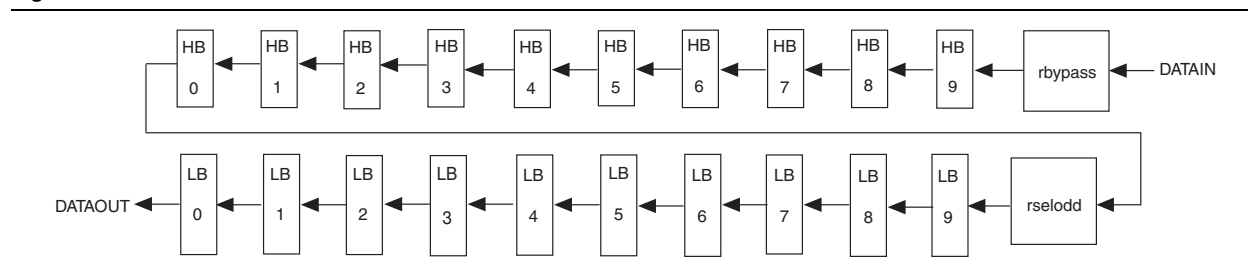 HB 0 HB 1 HB 2 HB 3 HB 4 HB 5 HB 6 HB 7 HB 8 HB 9 rbypass DATAIN
DATAOUT LB 0 LB 1 LB 2 LB 3 LB 4 LB 5 LB 6 LB 7 LB 8 LB 9 rselodd